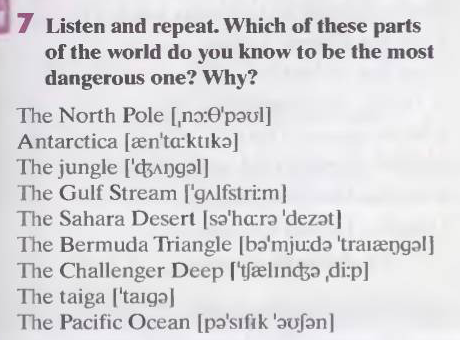 7 Listen and repeat. Which of these parts
of the world do you know to be the most
dangerous one? Why?
The North Pole [ˌnɔːθ'pəʊl]
Antarctica [æn'tɑːktɪkə]
The jungle ['ʤʌŋgəl]
The Gulf Stream ['gʌlfstriːm]
The Sahara Desert [sə'hɑːrə 'dezət]
The Bermuda Triangle [bə'mjuːdə 'traɪæŋgəl]
The Challenger Deep ['ʧælɪnʤə ˌdiːp]
The taiga ['taɪgə]
The Pacific Ocean [pə'sɪfɪk 'əʊʃən]